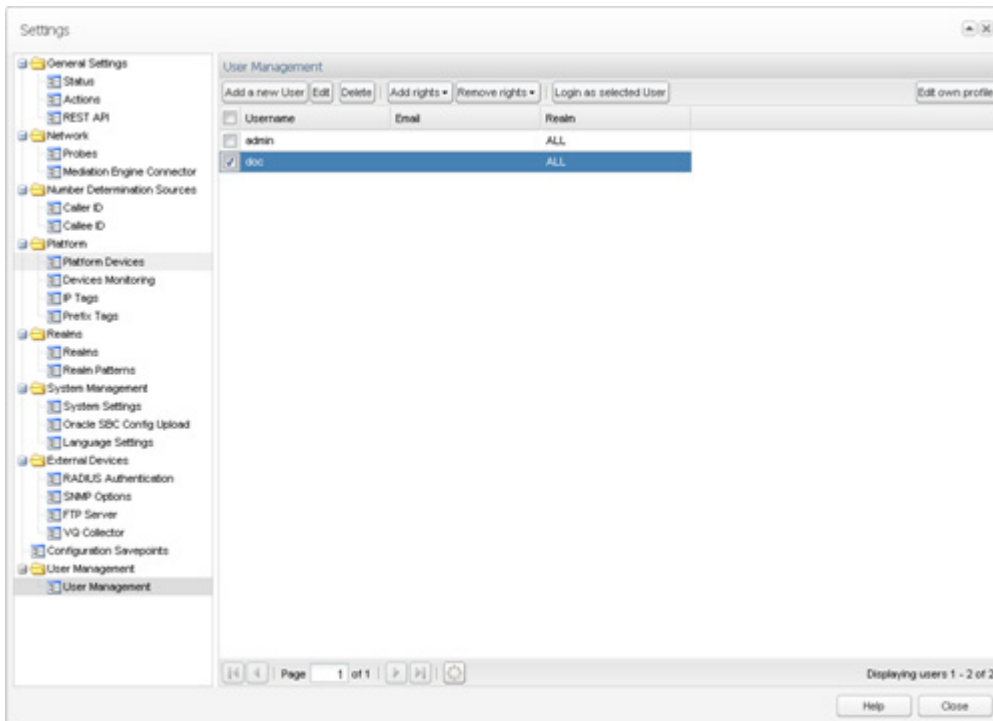 Settings
General Settings
Status
Actions
REST API
Network
Probes
Mediation Engine Connector
Number Determination Sources
Caller ID
Callee ID
Platform
Platform Devices
Devices Monitoring
IP Tags
Prefix Tags
Realms
Realms
Realm Patterns
System Management
System Settings
Oracle SBC Config Upload
Language Settings
External Devices
RADIUS Authentication
SNMP Options
FTP Server
VQ Collector
Configuration Savepoints
User Management
User Management
User Management
Add a new User Edit Delete Add rights Remove rights Login as selected User Edit own profile
Username Email Realm
admin ALL
doc ALL
Page 1 of 1 Displaying users 1 - 2 of 2
Help Close